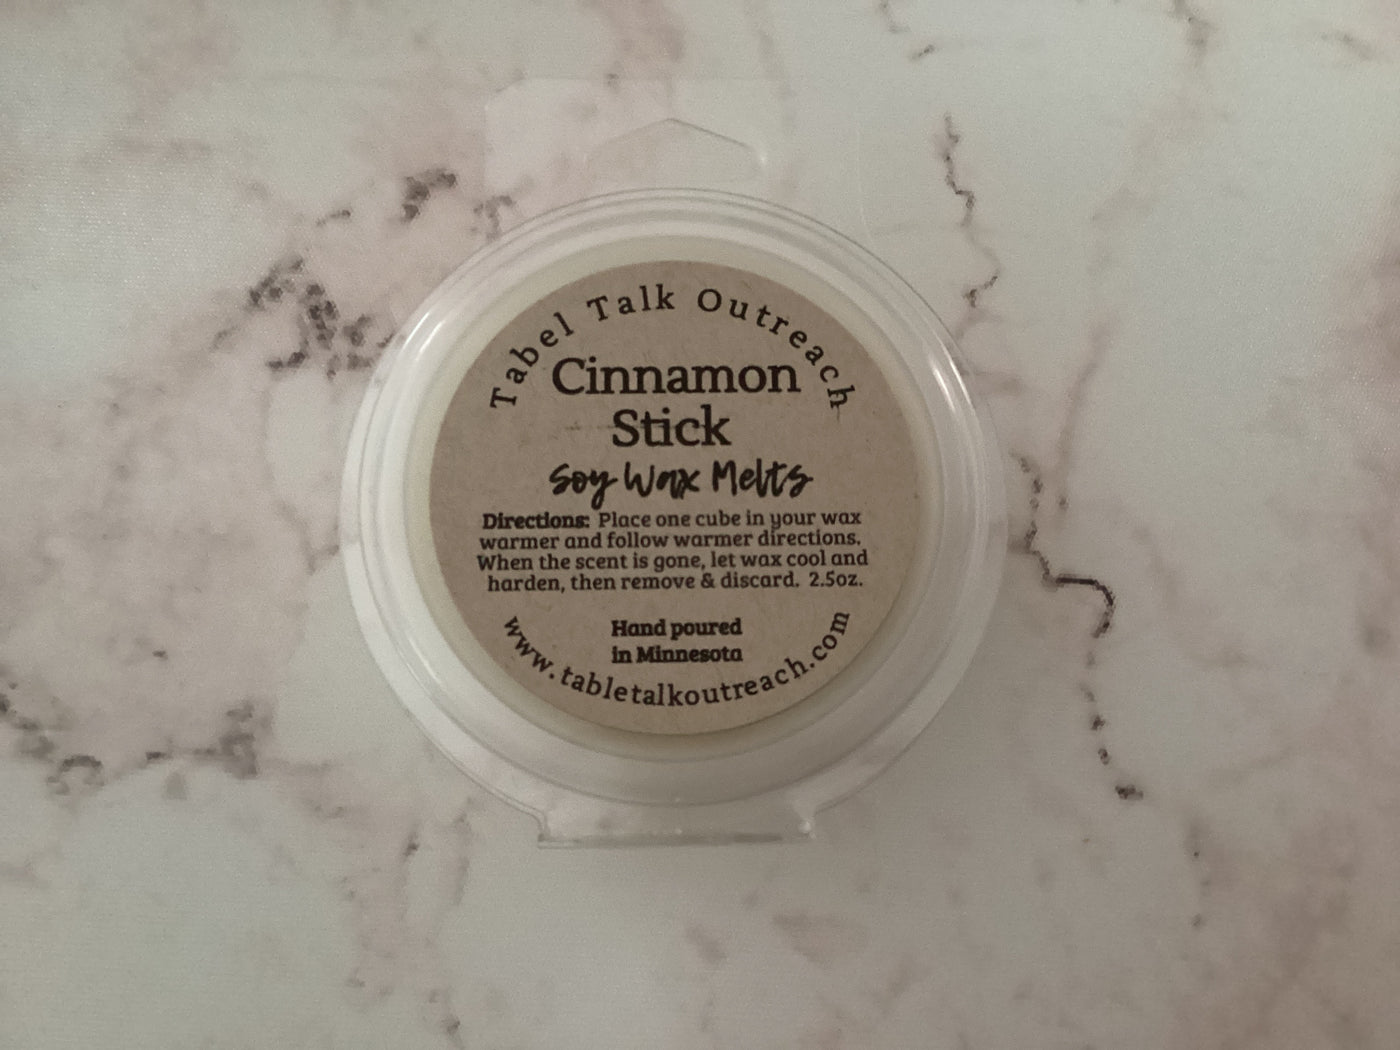 Tabel Talk Outreach
Cinnamon
Stick
Soy Wax Melts
Directions: Place one cube in your wax
warmer and follow warmer directions.
When the scent is gone, let wax cool and
harden, then remove & discard. 2.5oz.
Hand poured
in Minnesota
www.tabletalkoutreach.com